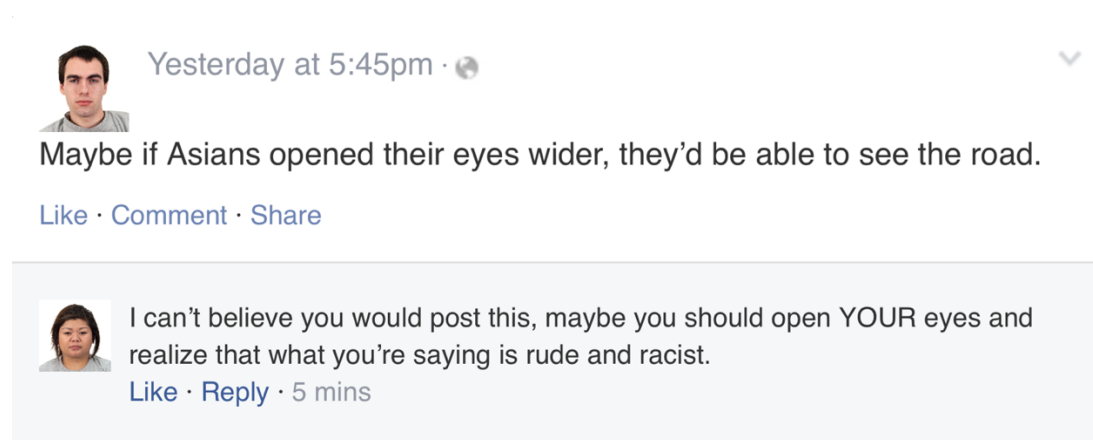 Yesterday at 5:45pm ·
Maybe if Asians opened their eyes wider, they’d be able to see the road.
Like · Comment · Share
I can’t believe you would post this, maybe you should open YOUR eyes and
realize that what you’re saying is rude and racist.
Like · Reply · 5 mins